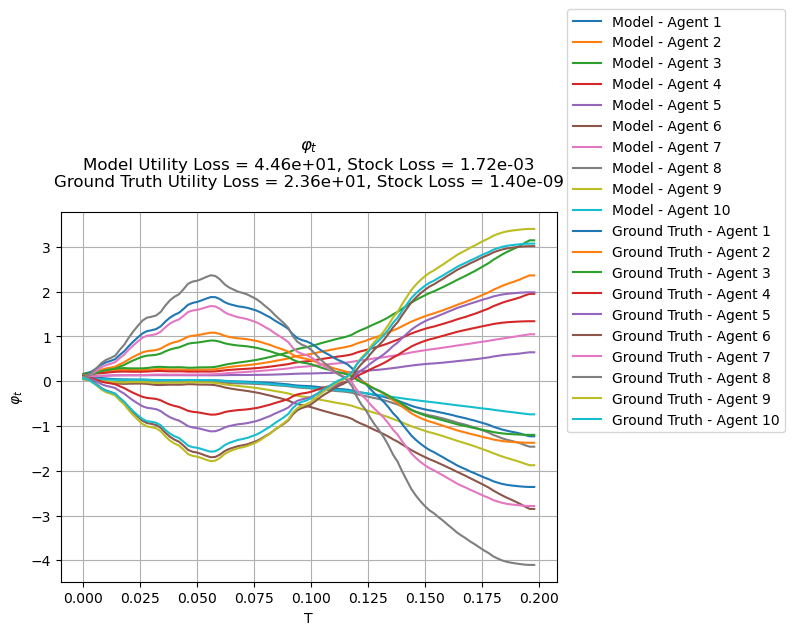 φt
Model Utility Loss = 4.46e+01, Stock Loss = 1.72e-03
Ground Truth Utility Loss = 2.36e+01, Stock Loss = 1.40e-09
3
2
1
0
−1
−2
−3
−4
φt
0.000 0.025 0.050 0.075 0.100 0.125 0.150 0.175 0.200
T
Model - Agent 1
Model - Agent 2
Model - Agent 3
Model - Agent 4
Model - Agent 5
Model - Agent 6
Model - Agent 7
Model - Agent 8
Model - Agent 9
Model - Agent 10
Ground Truth - Agent 1
Ground Truth - Agent 2
Ground Truth - Agent 3
Ground Truth - Agent 4
Ground Truth - Agent 5
Ground Truth - Agent 6
Ground Truth - Agent 7
Ground Truth - Agent 8
Ground Truth - Agent 9
Ground Truth - Agent 10